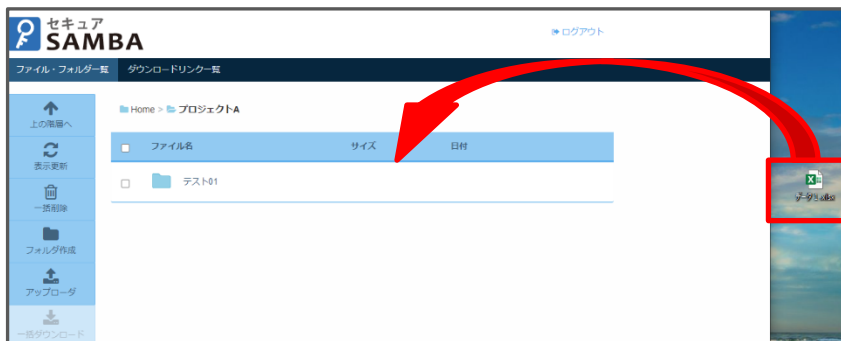 セキュア
SAMBA
ログアウト
ファイル・フォルダ一覧 ダウンロードリンク一覧
上の階層へ
Home > プロジェクトA
ファイル名 サイズ 日付
表示更新
テスト01
一括削除
フォルダ作成
アップローダ
一括ダウンロード